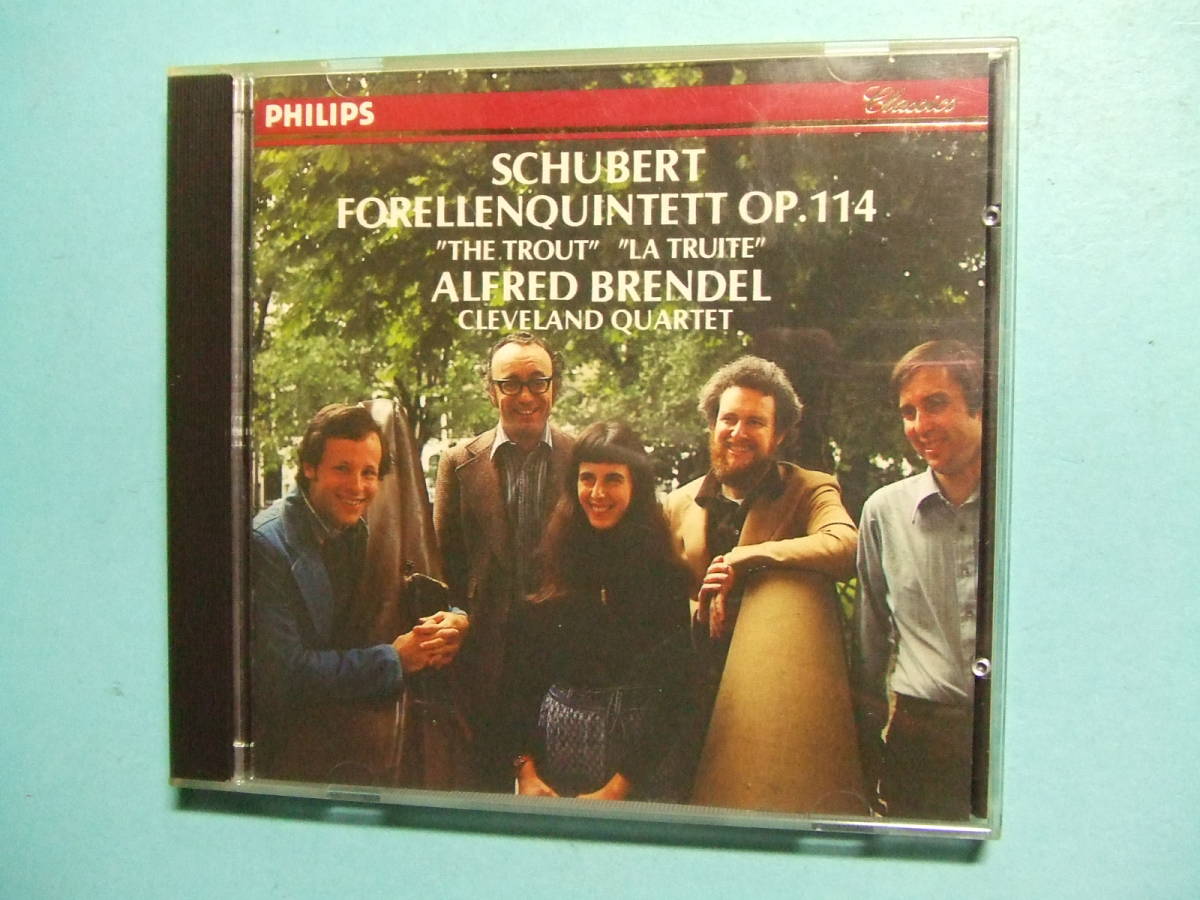 PHILIPS Classics
SCHUBERT
FORELLENQUINTETT OP.114
"THE TROUT" "LA TRUITE"
ALFRED BRENDEL
CLEVELAND QUARTET